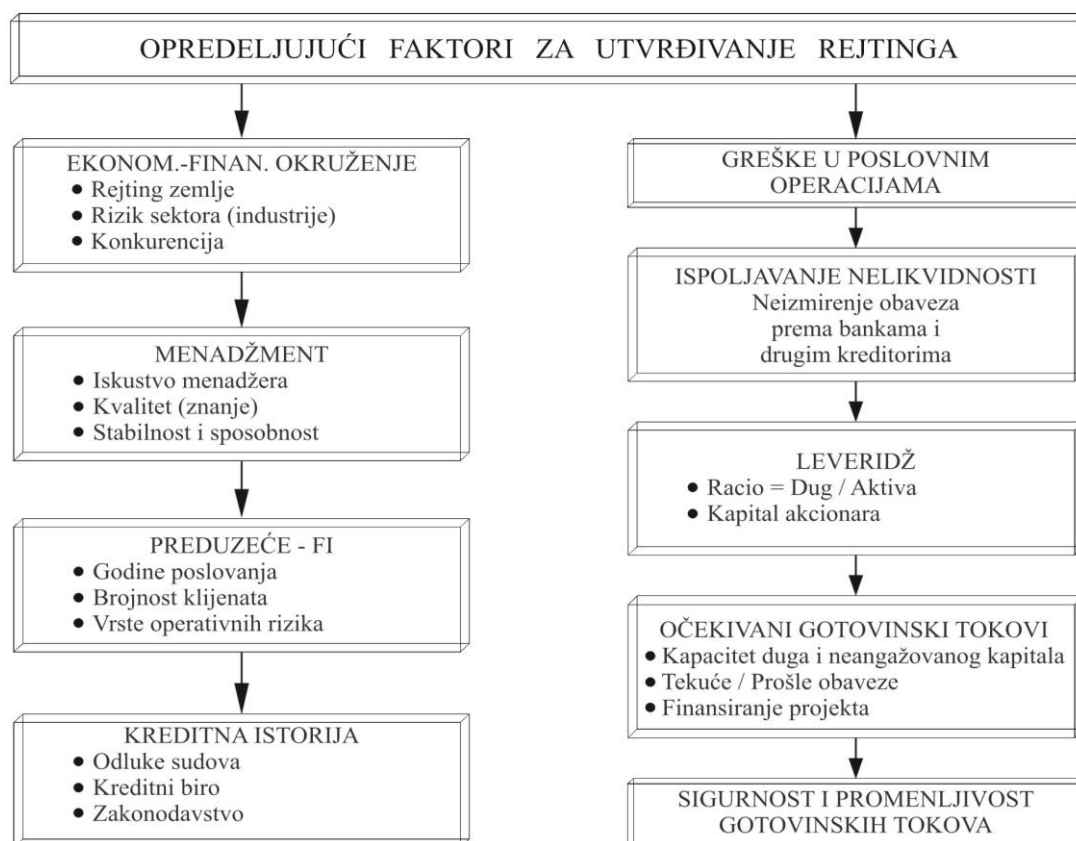 OPREDELJUJUĆI FAKTORI ZA UTVRĐIVANJE REJTINGA
EKONOM.-FINAN. OKRUŽENJE
● Rejting zemlje
● Rizik sektora (industrije)
● Konkurencija
MENADŽMENT
● Iskustvo menadžera
● Kvalitet (znanje)
● Stabilnost i sposobnost
PREDUZEĆE - FI
● Godine poslovanja
● Brojnost klijenata
● Vrste operativnih rizika
KREDITNA ISTORIJA
● Odluke sudova
● Kreditni biro
● Zakonodavstvo
GREŠKE U POSLOVNIM
OPERACIJAMA
ISPOLJAVANJE NELIKVIDNOSTI
Neizmirenje obaveza
prema bankama i
drugim kreditorima
LEVERIDŽ
● Racio = Dug / Aktiva
● Kapital akcionara
OČEKIVANI GOTOVINSKI TOKOVI
● Kapacitet duga i neangažovanog kapitala
● Tekuće / Prošle obaveze
● Finansiranje projekta
SIGURNOST I PROMENLJIVOST
GOTOVINSKIH TOKOVA